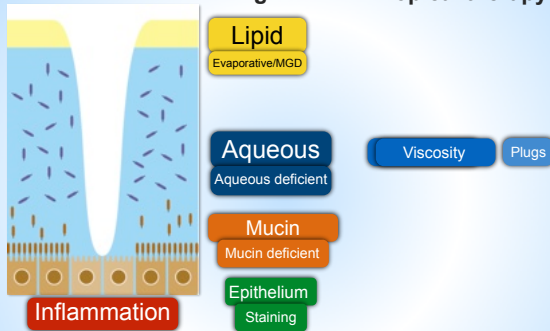 Lipid
Evaporative/MGD
Aqueous
Aqueous deficient
Viscosity
Plugs
Mucin
Mucin deficient
Epithelium
Staining
Inflammation